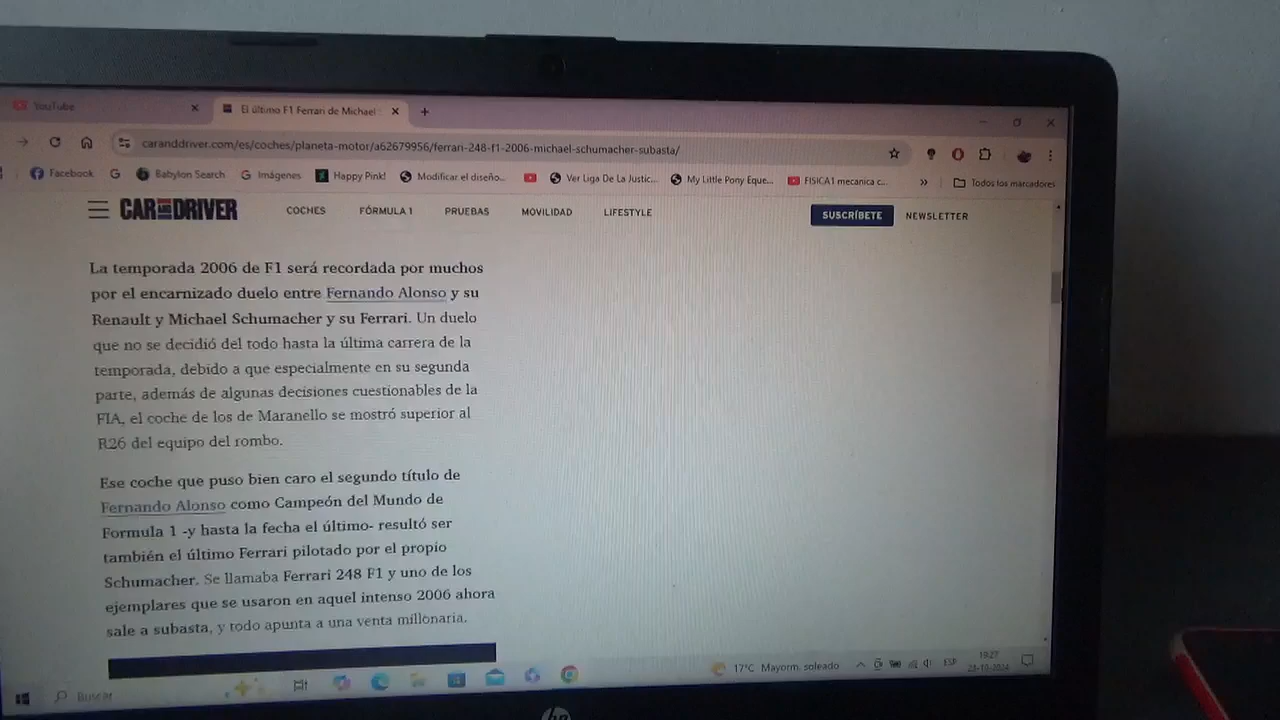 YouTube
El último F1 Ferrari de Michael
caranddriver.com/es/coches/planeta-motor/a62679956/ferrari-248-f1-2006-michael-schumacher-subasta/
Facebook
Babylon Search
Imágenes
Happy Pink!
Modificar el diseño...
Ver Liga De La Justic...
My Little Pony Eque...
FISICA1 mecanica c...
»
Todos los marcadores
CAR AND DRIVER
COCHES
FÓRMULA 1
PRUEBAS
MOVILIDAD
LIFESTYLE
SUSCRÍBETE
NEWSLETTER
La temporada 2006 de F1 será recordada por muchos
por el encarnizado duelo entre Fernando Alonso y su
Renault y Michael Schumacher y su Ferrari. Un duelo
que no se decidió del todo hasta la última carrera de la
temporada, debido a que especialmente en su segunda
parte, además de algunas decisiones cuestionables de la
FIA, el coche de los de Maranello se mostró superior al
R26 del equipo del rombo.
Ese coche que puso bien caro el segundo título de
Fernando Alonso como Campeón del Mundo de
Formula 1 -y hasta la fecha el último- resultó ser
también el último Ferrari pilotado por el propio
Schumacher. Se llamaba Ferrari 248 F1 y uno de los
ejemplares que se usaron en aquel intenso 2006 ahora
sale a subasta, y todo apunta a una venta millonaria.
Buscar
17°C Mayorm. soleado
ESP
19:27
hp